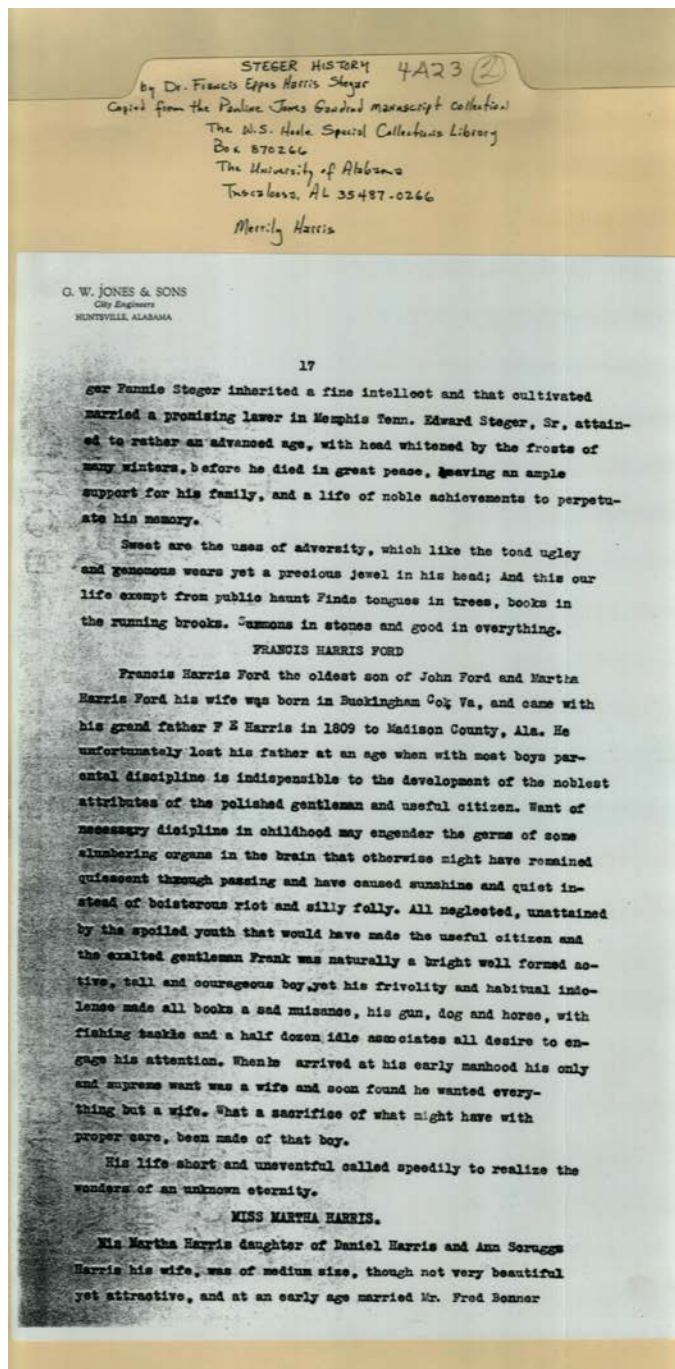 STEGER HISTORY 4A23 (2)
by Dr. Francis Eppes Harris Steger
Copied from the Pauline Jones Gandrud manuscript collection
The W.S. Hoole Special Collections Library
Box 870266
The University of Alabama
Tuscaloosa, AL 35487-0266
Merrily Harris
G. W. JONES & SONS
City Engineers
HUNTSVILLE, ALABAMA
17
ger Fannie Steger inherited a fine intellect and that cultivated
married a promising lawer in Memphis Tenn. Edward Steger, Sr, attain-
ed to rather an advanced age, with head whitened by the frosts of
many winters, before he died in great peace, leaving an ample
support for his family, and a life of noble achievements to perpetu-
ate his memory.
Sweet are the uses of adversity, which like the toad ugley
and venomous wears yet a precious jewel in his head; And this our
life exempt from public haunt Finds tongues in trees, books in
the running brooks. Sammons in stones and good in everything.
FRANCIS HARRIS FORD
Francis Harris Ford the oldest son of John Ford and Martha
Harris Ford his wife was born in Buckingham Co, Va, and came with
his grand father F E Harris in 1809 to Madison County, Ala. He
unfortunately lost his father at an age when with most boys par-
ental discipline is indispensible to the development of the noblest
attributes of the polished gentleman and useful citizen. Want of
necessary dicipline in childhood may engender the germs of some
slumbering organs in the brain that otherwise might have remained
quiescent through passing and have caused sunshine and quiet in-
stead of boisterous riot and silly folly. All neglected, unattained
by the spoiled youth that would have made the useful citizen and
the exalted gentleman Frank was naturally a bright well formed ac-
tive, tall and courageous boy,yet his frivolity and habitual indo-
lence made all books a sad nuisance, his gun, dog and horse, with
fishing tackle and a half dozen idle associates all desire to en-
gage his attention. When he arrived at his early manhood his only
and supreme want was a wife and soon found he wanted every-
thing but a wife. What a sacrifice of what might have with
proper care, been made of that boy.
His life short and uneventful called speedily to realize the
wonders of an unknown eternity.
MISS MARTHA HARRIS.
Mis Martha Harris daughter of Daniel Harris and Ann Scruggs
Harris his wife, was of medium size, though not very beautiful
yet attractive, and at an early age married Mr. Fred Bonner